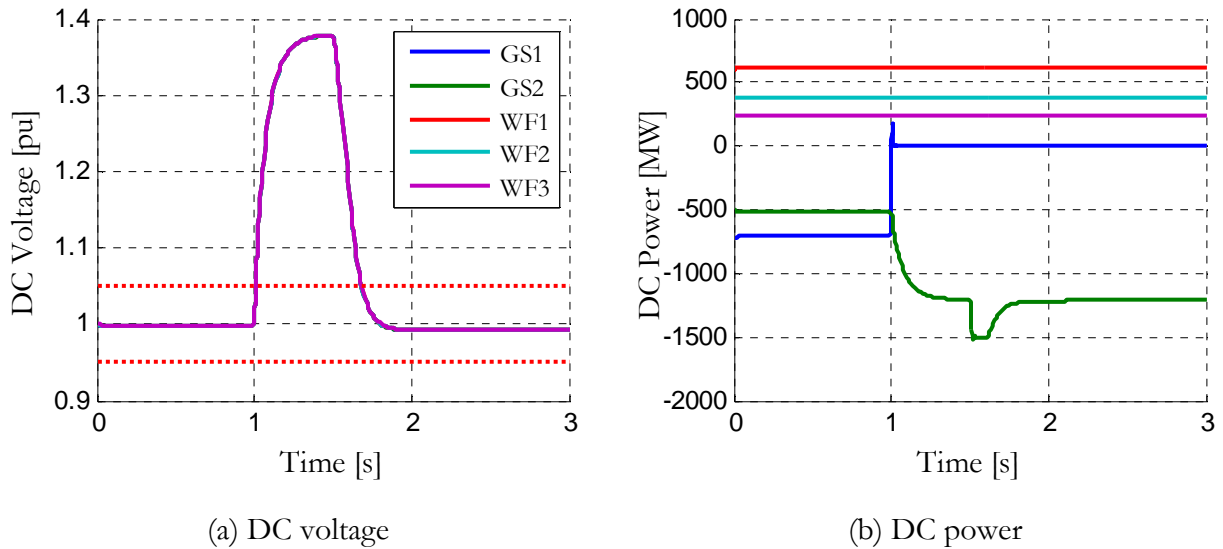 1.4
1.3
1.2
1.1
1
0.9
DC Voltage [pu]
0
1
2
3
Time [s]
GS1
GS2
WF1
WF2
WF3
(a) DC voltage
1000
500
0
-500
-1000
-1500
-2000
DC Power [MW]
0
1
2
3
Time [s]
(b) DC power